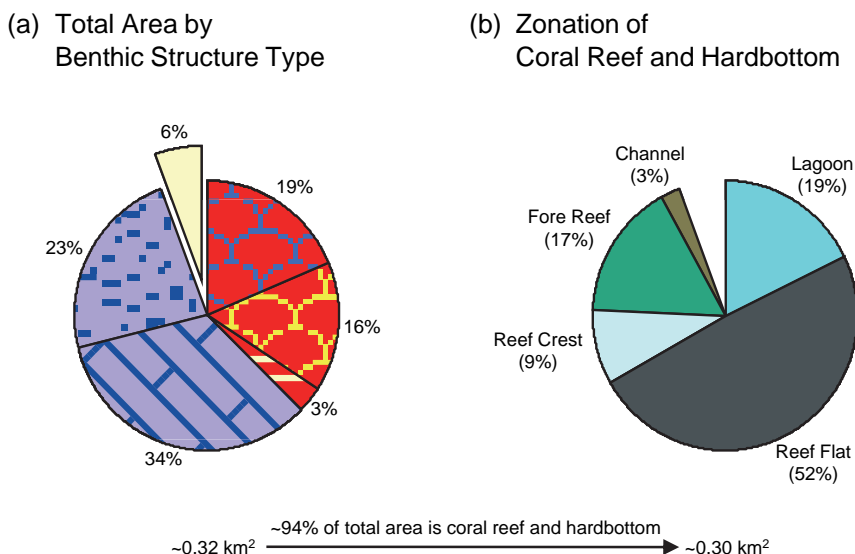 (a) Total Area by
Benthic Structure Type
(b) Zonation of
Coral Reef and Hardbottom
6%
19%
23%
16%
3%
34%
Channel
(3%)
Lagoon
(19%)
Fore Reef
(17%)
Reef Crest
(9%)
Reef Flat
(52%)
~94% of total area is coral reef and hardbottom
~0.32 km²
~0.30 km²